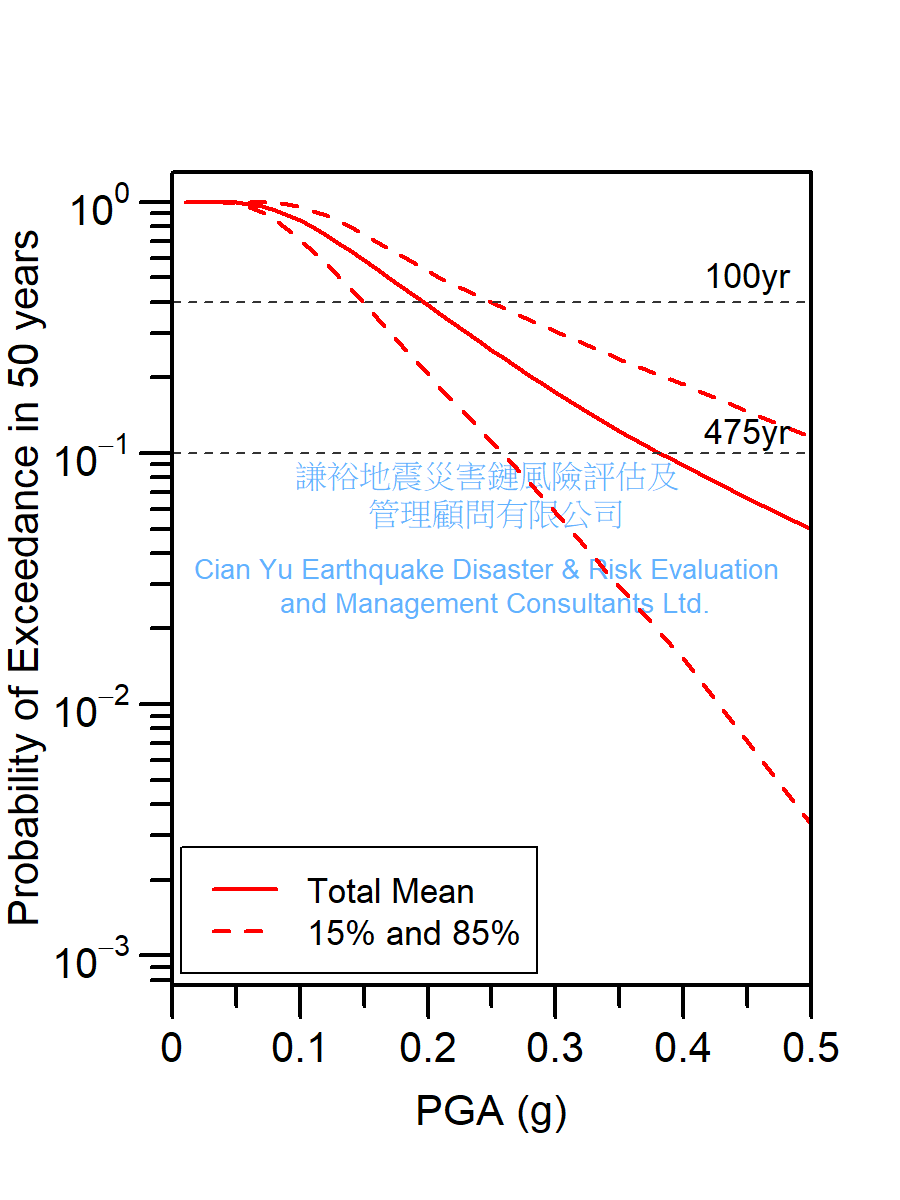 10⁰
10⁻¹
10⁻²
10⁻³
Probability of Exceedance in 50 years
100yr
475yr
謙裕地震災害鏈風險評估及
管理顧問有限公司
Cian Yu Earthquake Disaster & Risk Evaluation
and Management Consultants Ltd.
Total Mean
15% and 85%
0 0.1 0.2 0.3 0.4 0.5
PGA (g)